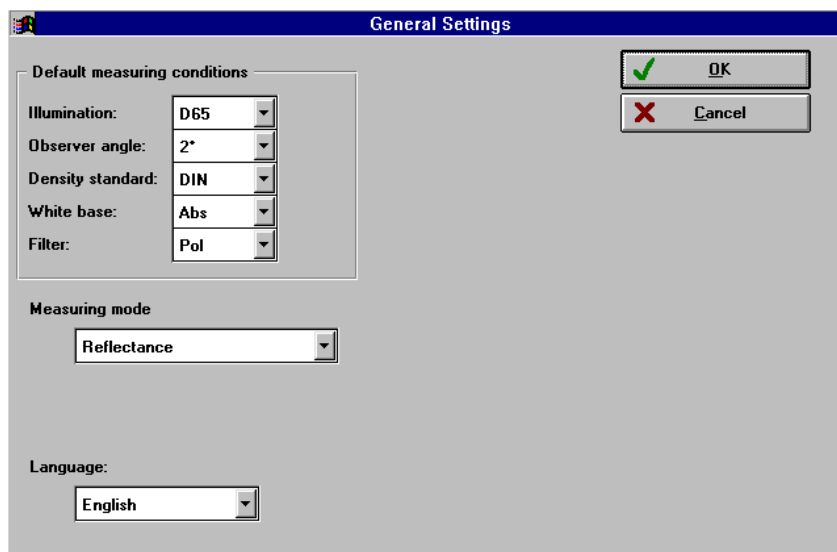 General Settings
Default measuring conditions
Illumination: D65
Observer angle: 2°
Density standard: DIN
White base: Abs
Filter: Pol
OK
Cancel
Measuring mode
Reflectance
Language:
English